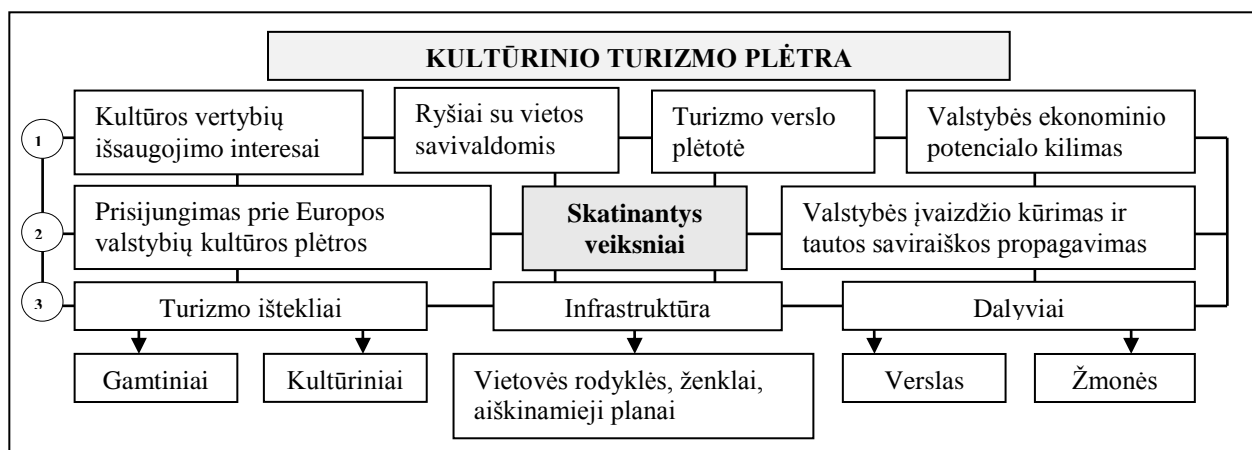 KULTŪRINIO TURIZMO PLĖTRA
1
Kultūros vertybių
išsaugojimo interesai
Ryšiai su vietos
savivaldomis
Turizmo verslo
plėtotė
Valstybės ekonominio
potencialo kilimas
2
Prisijungimas prie Europos
valstybių kultūros plėtros
Skatinantys
veiksniai
Valstybės įvaizdžio kūrimas ir
tautos saviraiškos propagavimas
3
Turizmo ištekliai
Infrastruktūra
Dalyviai
Gamtiniai
Kultūriniai
Vietovės rodyklės, ženklai,
aiškinamieji planai
Verslas
Žmonės